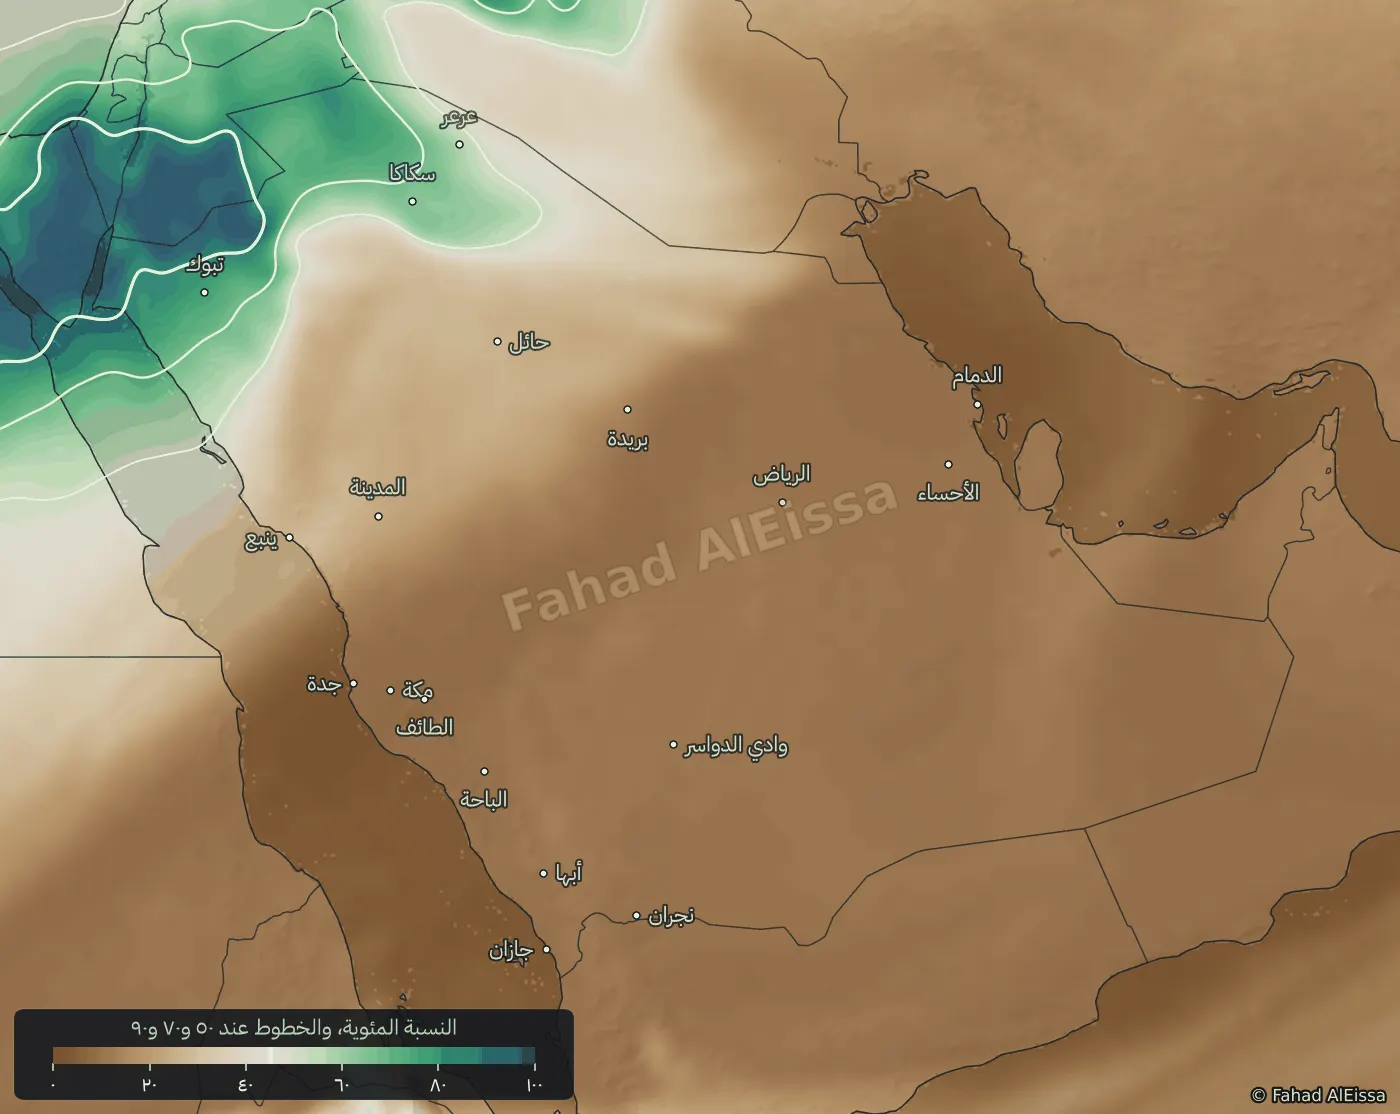 عرعر
سكاكا
تبوك
حائل
الدمام
بريدة
الرياض
الأحساء
المدينة
ينبع
Fahad AlEissa
جدة
مكة
الطائف
وادي الدواسر
الباحة
أبها
نجران
جازان
النسبة المئوية، والخطوط عند ٥٠ و٧٠ و٩٠
٠ ٢٠ ٤٠ ٦٠ ٨٠ ١٠٠
© Fahad AlEissa